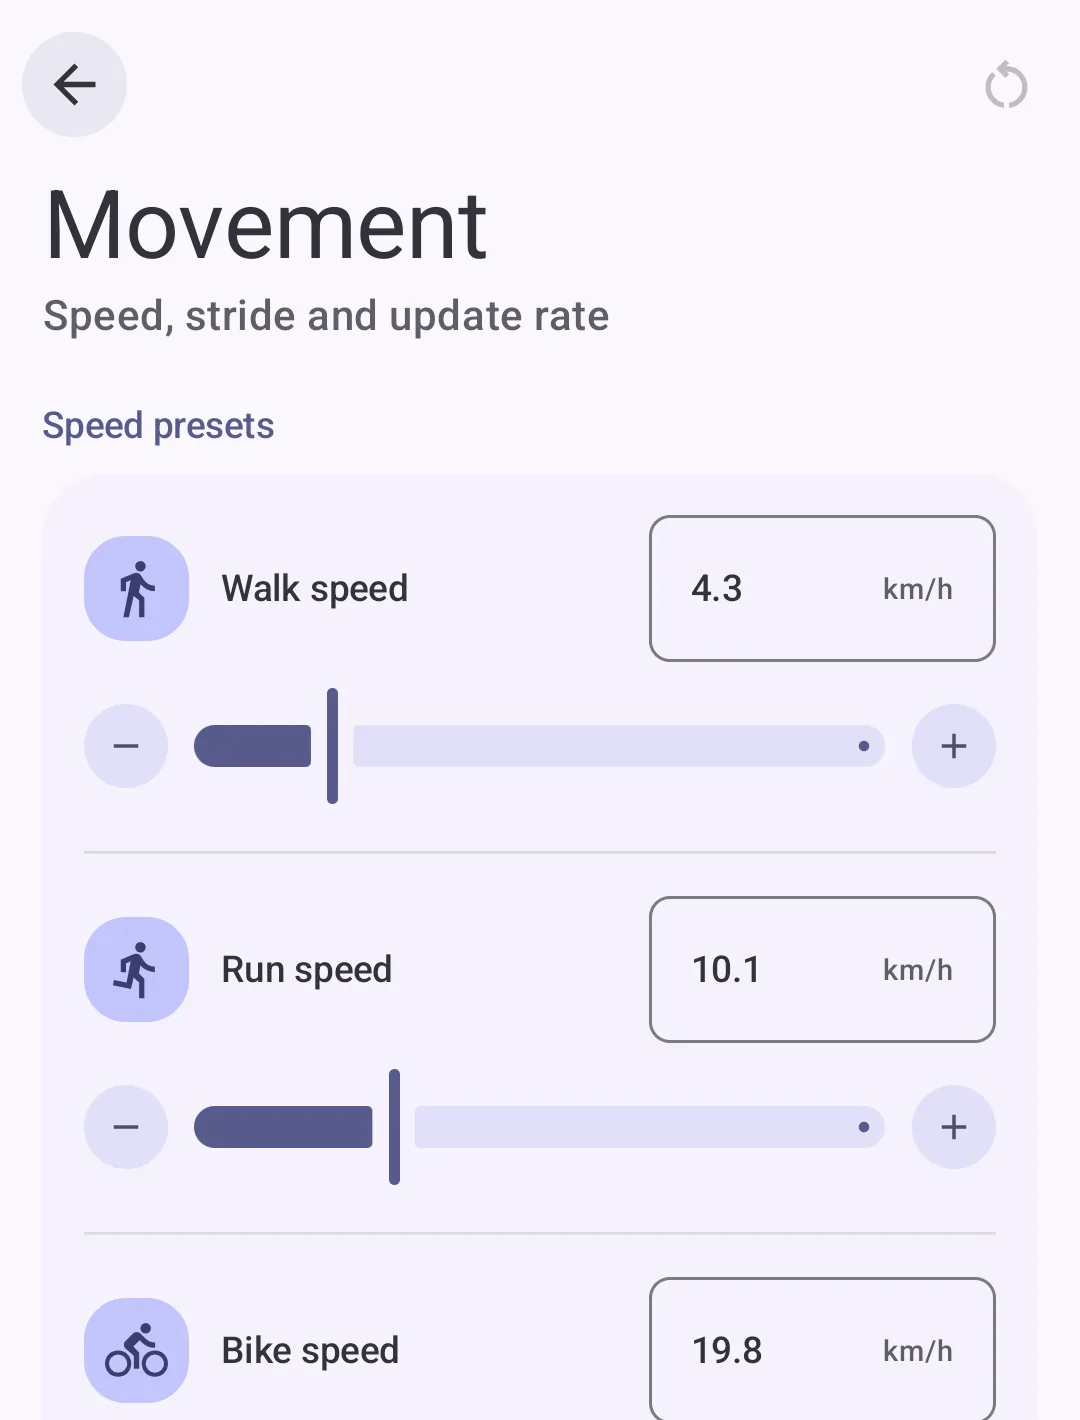 Movement
Speed, stride and update rate
Speed presets
Walk speed
4.3 km/h
Run speed
10.1 km/h
Bike speed
19.8 km/h